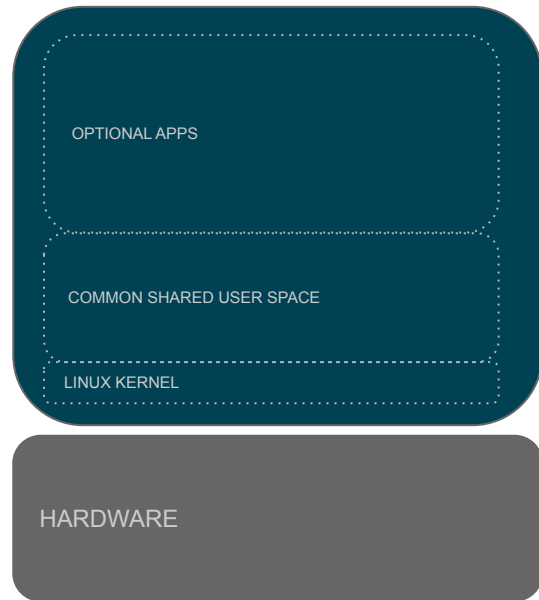 OPTIONAL APPS
COMMON SHARED USER SPACE
LINUX KERNEL
HARDWARE